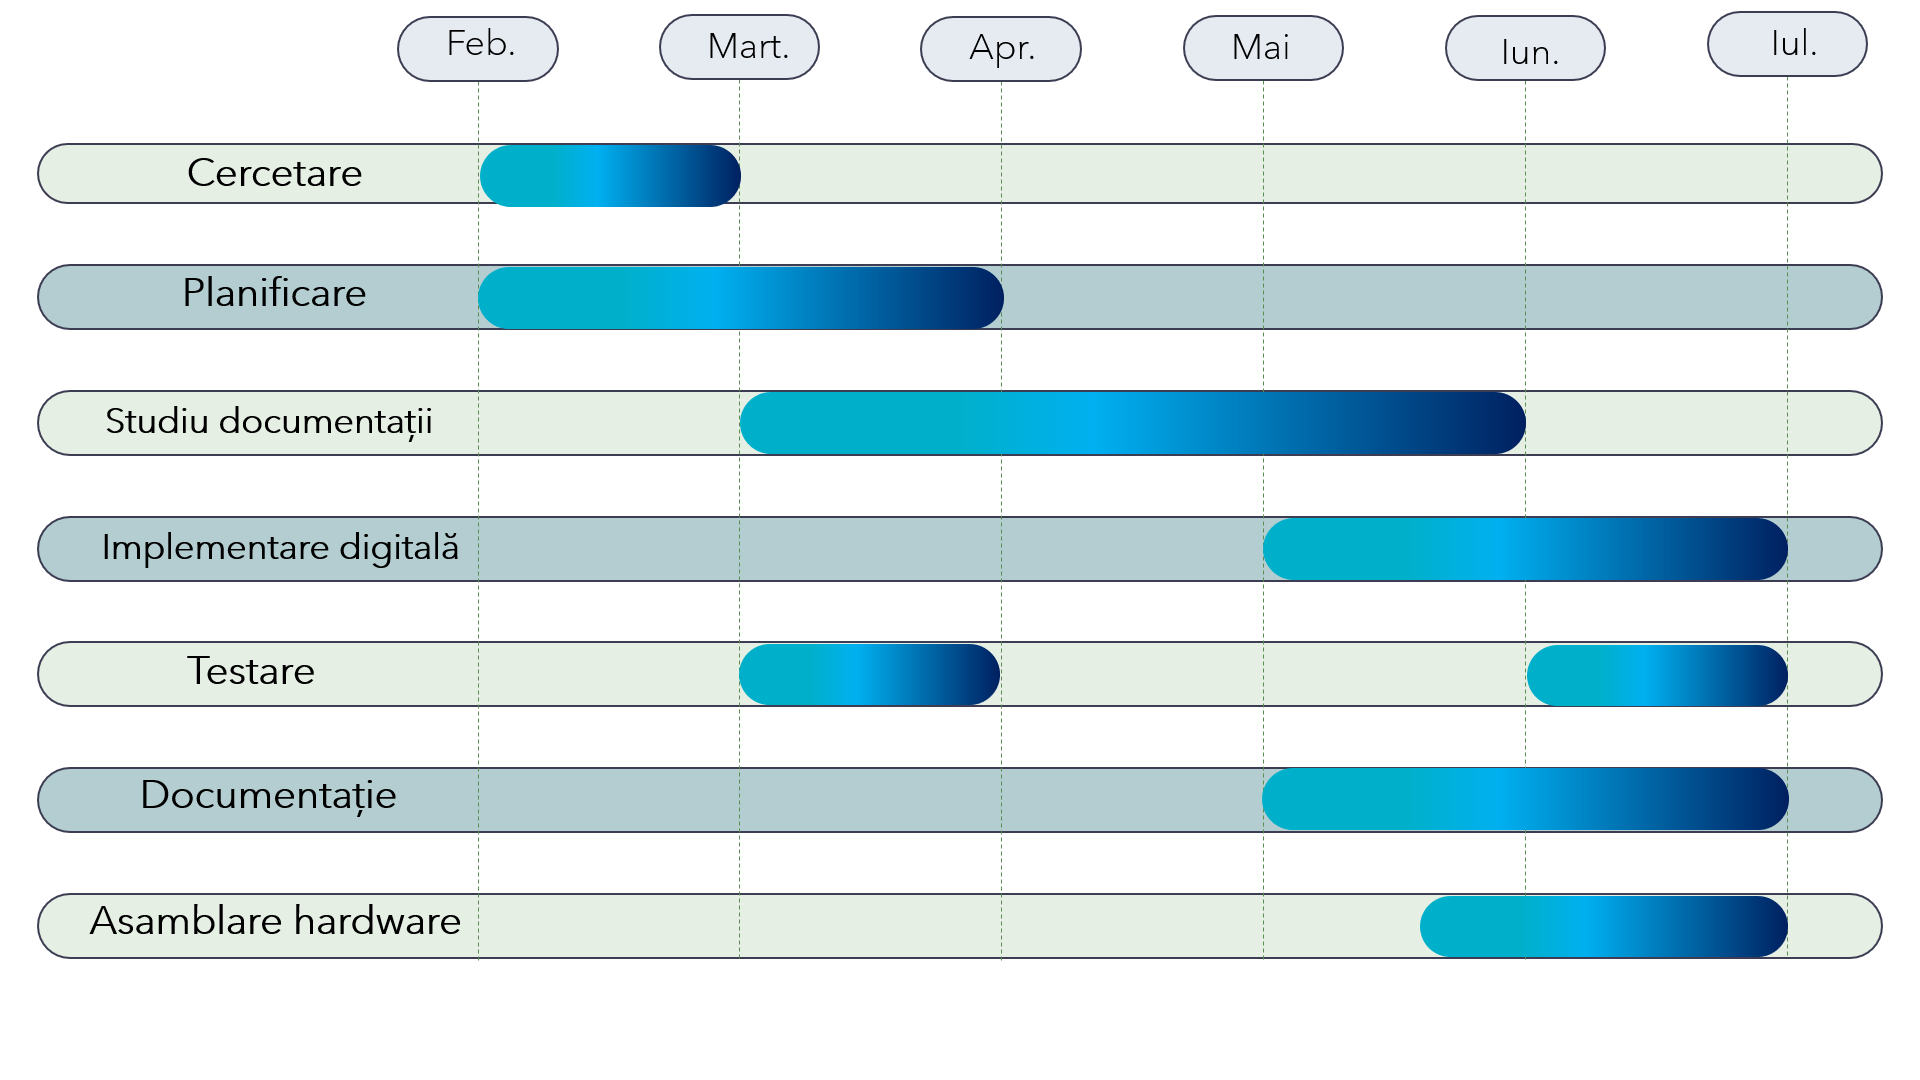 Feb.
Mart.
Apr.
Mai
Iun.
Iul.
Cercetare
Planificare
Studiu documentații
Implementare digitală
Testare
Documentație
Asamblare hardware